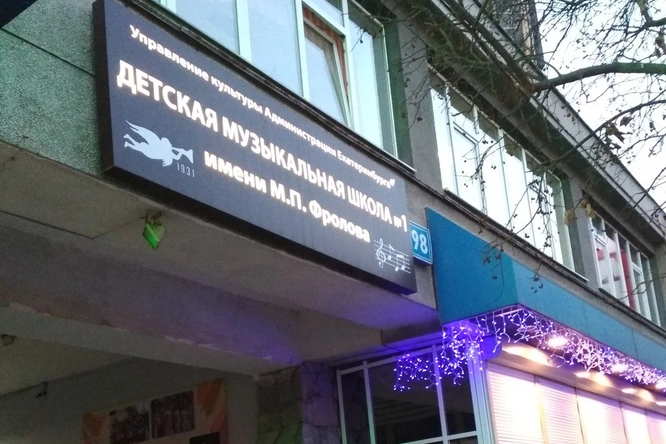 Управление культуры Администрации Екатеринбурга
ДЕТСКАЯ МУЗЫКАЛЬНАЯ ШКОЛА №1
имени М.П. Фролова
1931
98